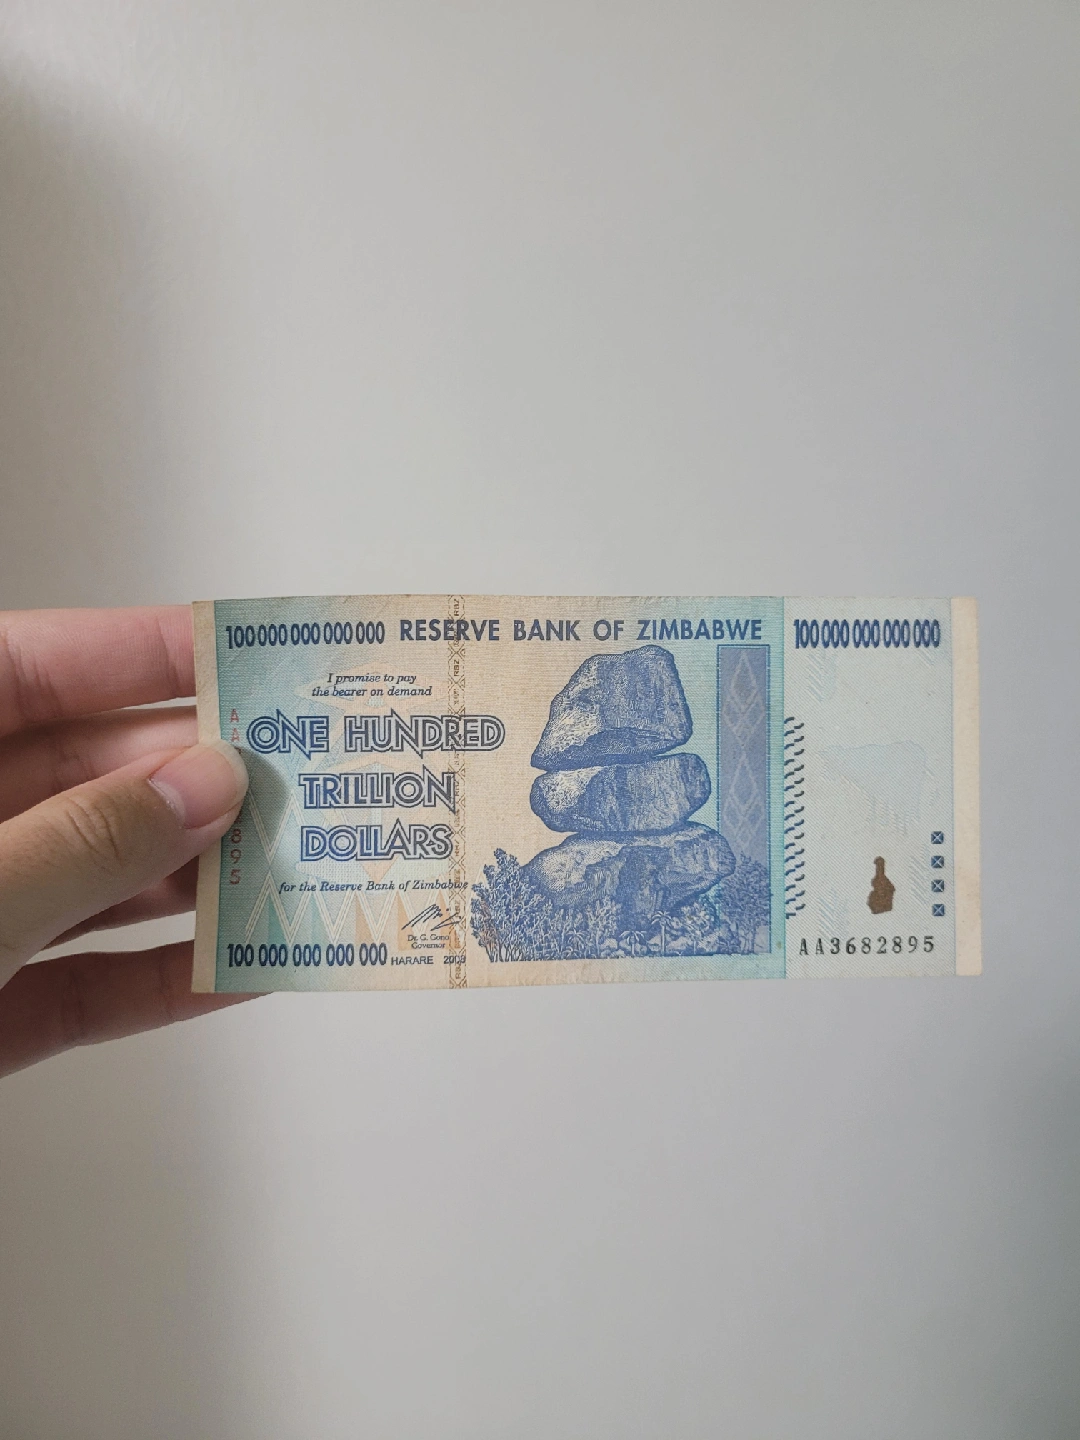 100 000 000 000 000 RESERVE BANK OF ZIMBABWE 100 000 000 000 000
I promise to pay
the bearer on demand
ONE HUNDRED
TRILLION
DOLLARS
for the Reserve Bank of Zimbabwe
Dr. G. Gono
Governor
100 000 000 000 000 HARARE 2008
AA3682895